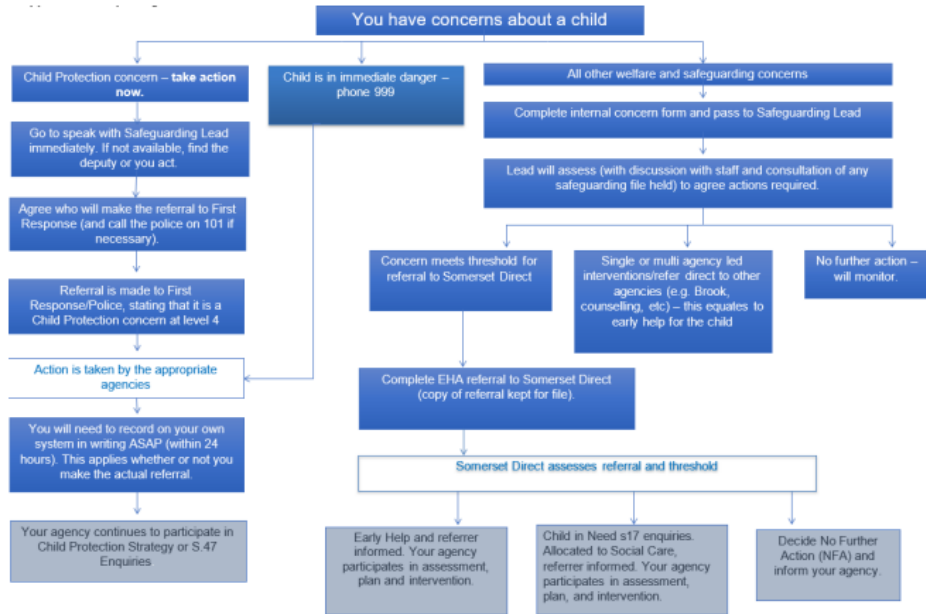 You have concerns about a child
Child Protection concern – take action
now.
Child is in immediate danger –
phone 999
All other welfare and safeguarding concerns
Go to speak with Safeguarding Lead
immediately. If not available, find the
deputy or you act.
Complete internal concern form and pass to Safeguarding Lead
Lead will assess (with discussion with staff and consultation of any
safeguarding file held) to agree actions required.
Agree who will make the referral to First
Response (and call the police on 101 if
necessary).
Concern meets threshold for
referral to Somerset Direct
Single or multi agency led
interventions/refer direct to other
agencies (e.g. Brook,
counselling, etc) – this equates to
early help for the child
No further action –
will monitor.
Referral is made to First
Response/Police, stating that it is a
Child Protection concern at level 4
Action is taken by the appropriate
agencies
Complete EHA referral to Somerset Direct
(copy of referral kept for file).
You will need to record on your own
system in writing ASAP (within 24
hours). This applies whether or not you
make the actual referral.
Somerset Direct assesses referral and threshold
Your agency continues to participate in
Child Protection Strategy or S.47
Enquiries
Early Help and referrer
informed. Your agency
participates in assessment,
plan and intervention.
Child in Need s17 enquiries.
Allocated to Social Care,
referrer informed. Your agency
participates in assessment,
plan, and intervention.
Decide No Further
Action (NFA) and
inform your agency.